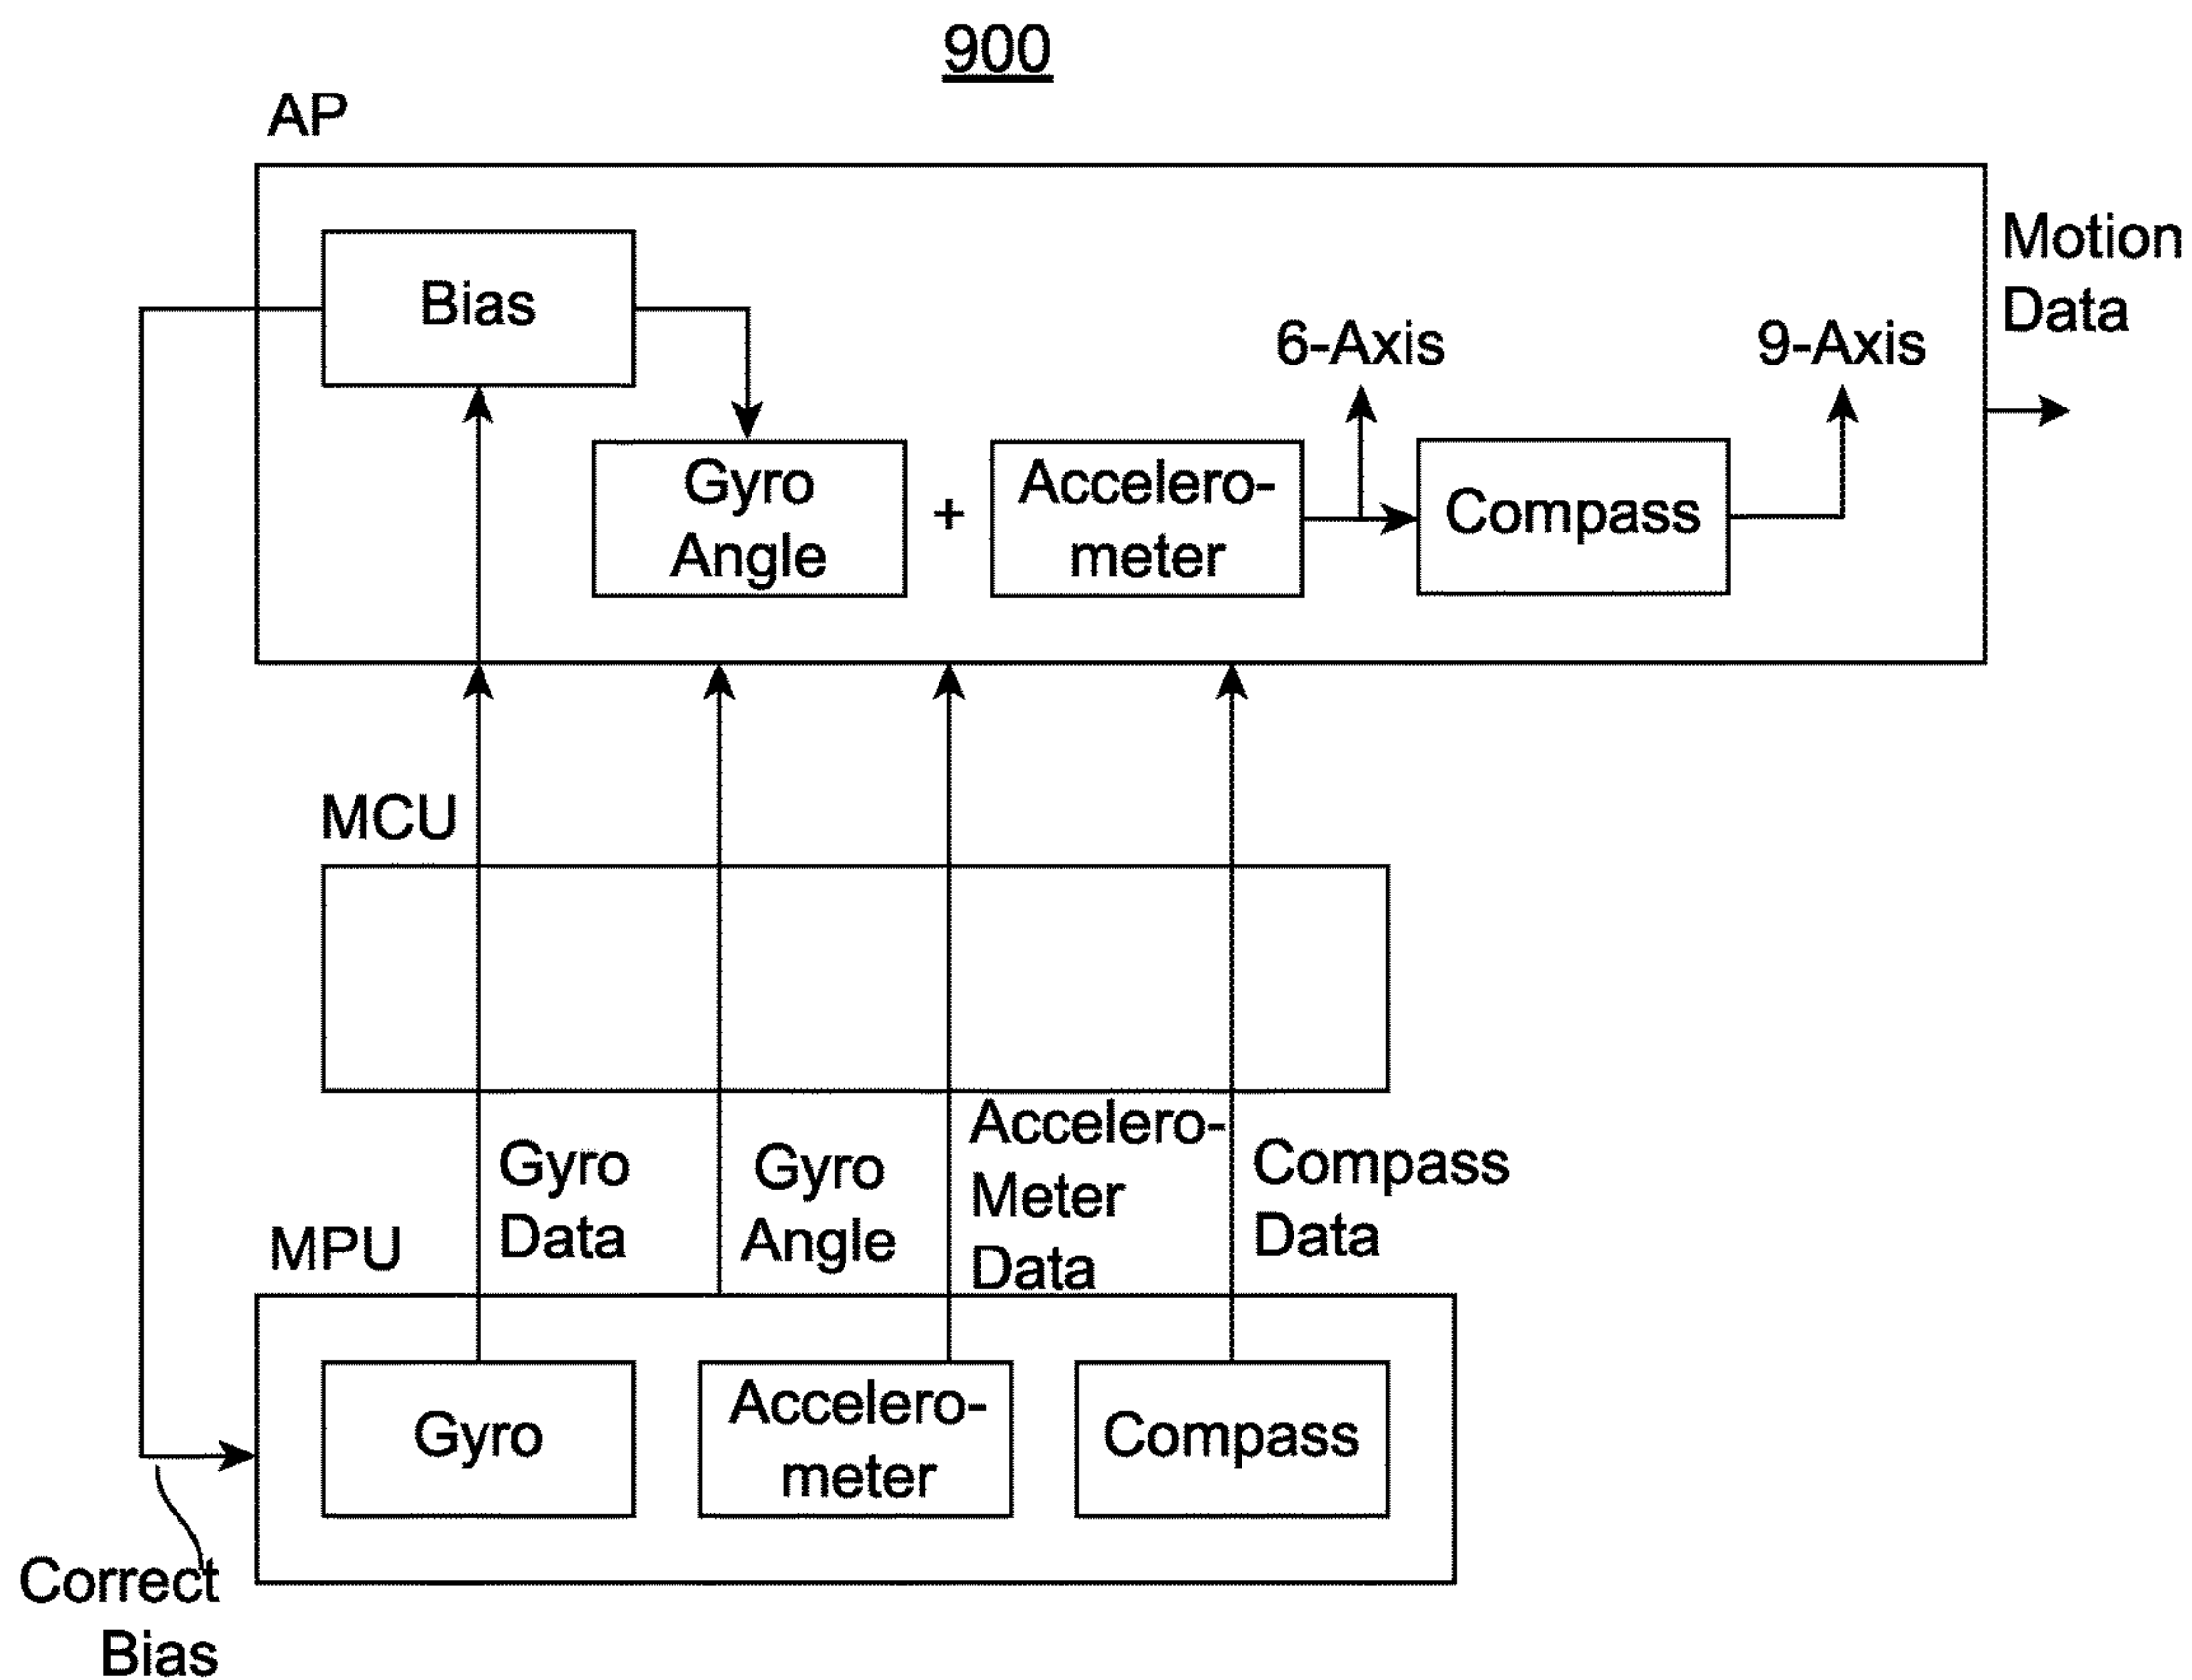 900
AP
Bias
Motion
Data
6-Axis
9-Axis
Gyro
Angle
+
Accelero-
meter
Compass
MCU
Gyro
Data
Gyro
Angle
Accelero-
Meter
Data
Compass
Data
MPU
Gyro
Accelero-
meter
Compass
Correct
Bias